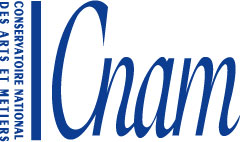 CONSERVATOIRE NATIONAL
DES ARTS ET METIERS
Cnam